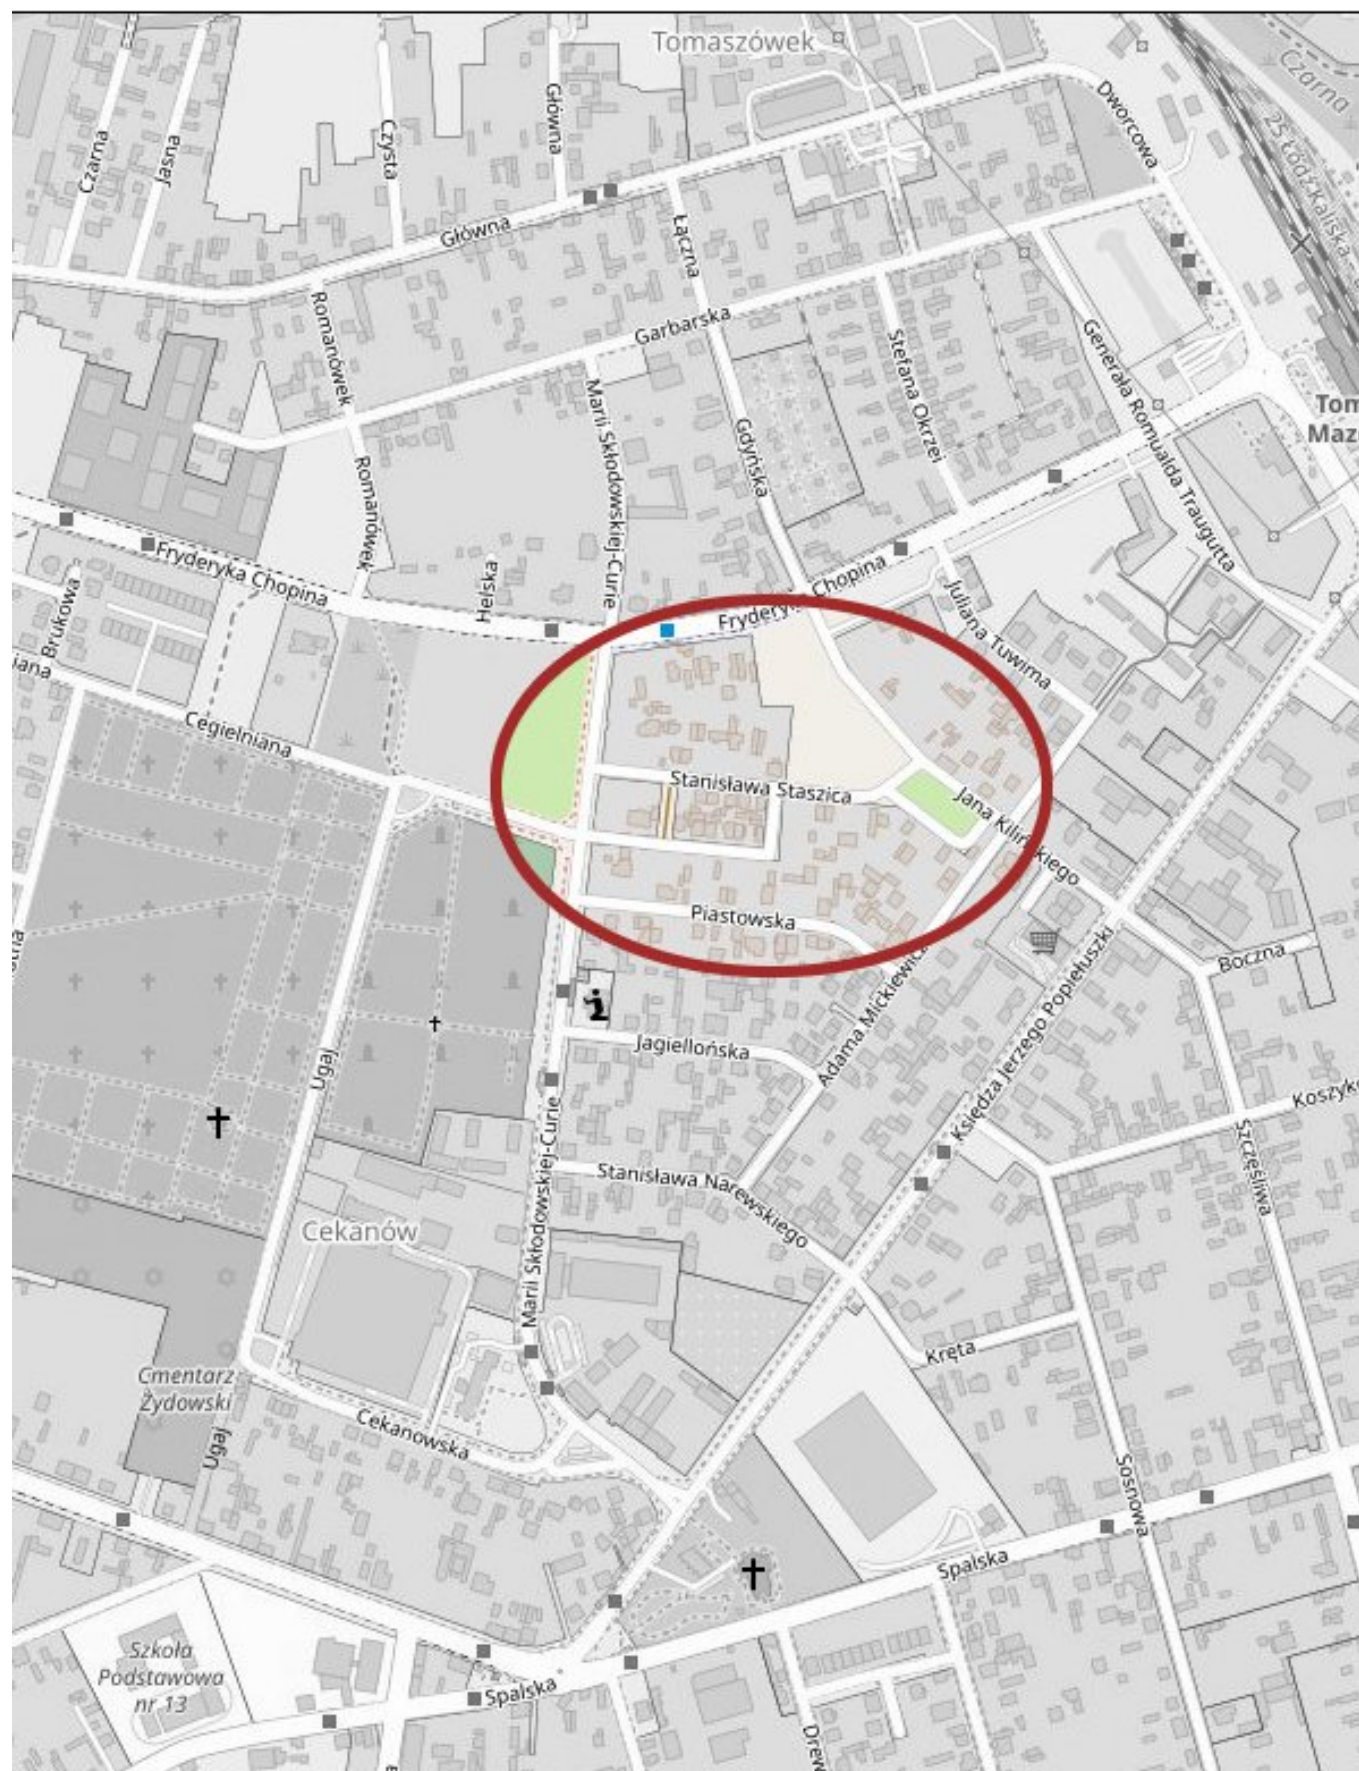 Tomaszówek
Czarna
Dworcowa
Czarna
Jasna
Czysta
Główna
25 Łódź Kaliska -
Główna
Łączna
Romanówek
Garbarska
Stefana Okrzei
Generała Romualda Traugutta
Marii Skłodowskiej-Curie
Gdyńska
Tom
Maz
Romanówek
Fryderyka Chopina
Helska
Brukowa
Fryderyka Chopina
Juliana Tuwima
iana
Cegielniana
Stanisława Staszica
Jana Kilińskiego
Piastowska
Boczna
Adama Mickiewicza
Księdza Jerzego Popiełuszki
Jagiellońska
Ugaj
Koszyko
Szczęśliwa
Marii Skłodowskiej-Curie
Stanisława Narewskiego
Cekanów
Kręta
Cmentarz
Żydowski
Cekanowska
Ugaj
Sosnowa
Spalska
Szkoła
Podstawowa
nr 13
Spalska
Drew